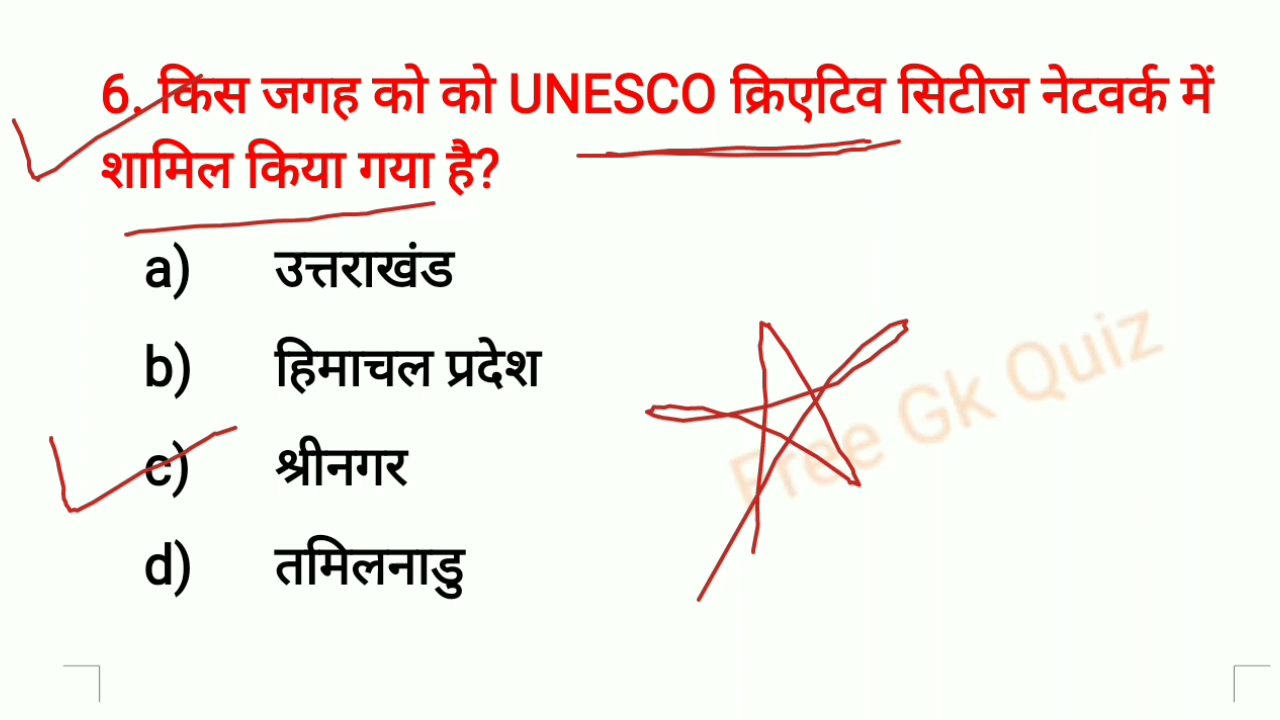 6. किस जगह को को UNESCO क्रिएटिव सिटीज नेटवर्क में
शामिल किया गया है?
a) उत्तराखंड
b) हिमाचल प्रदेश
c) श्रीनगर
d) तमिलनाडु
Free Gk Quiz